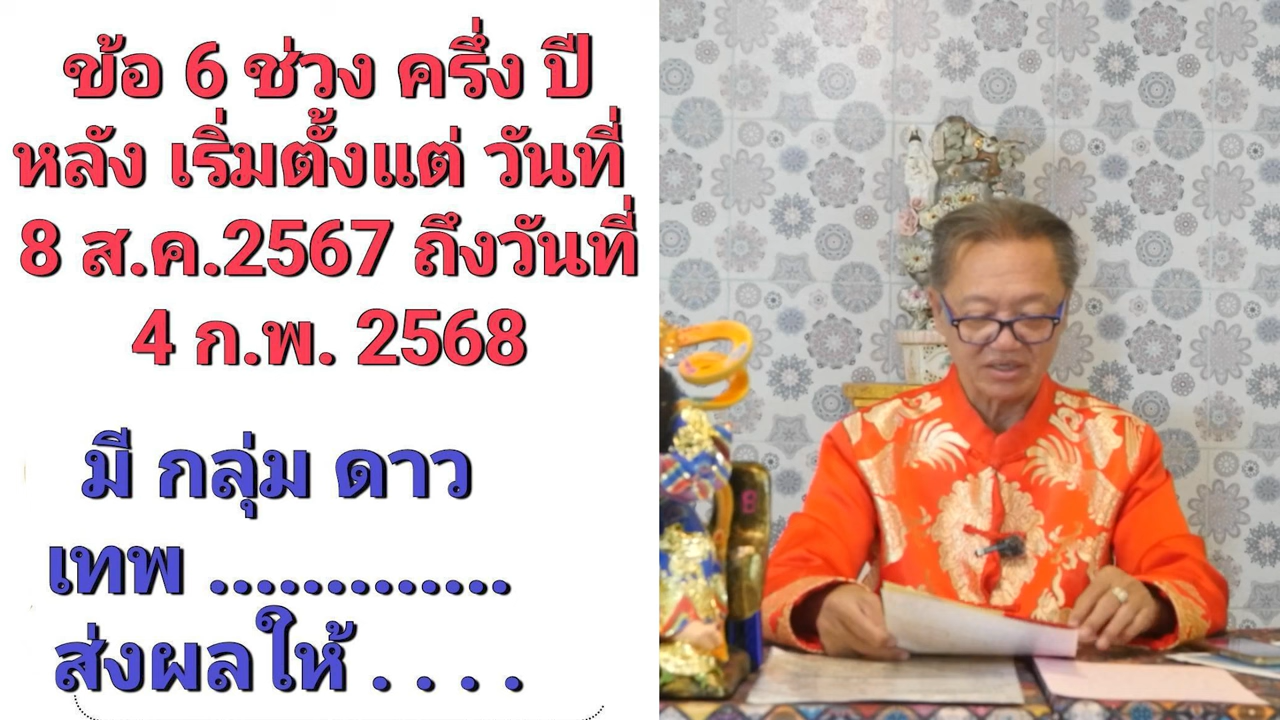 ข้อ 6 ช่วง ครึ่ง ปี
หลัง เริ่มตั้งแต่ วันที่
8 ส.ค.2567 ถึงวันที่
4 ก.พ. 2568
มี กลุ่ม ดาว
เทพ .............
ส่งผลให้ . . . .